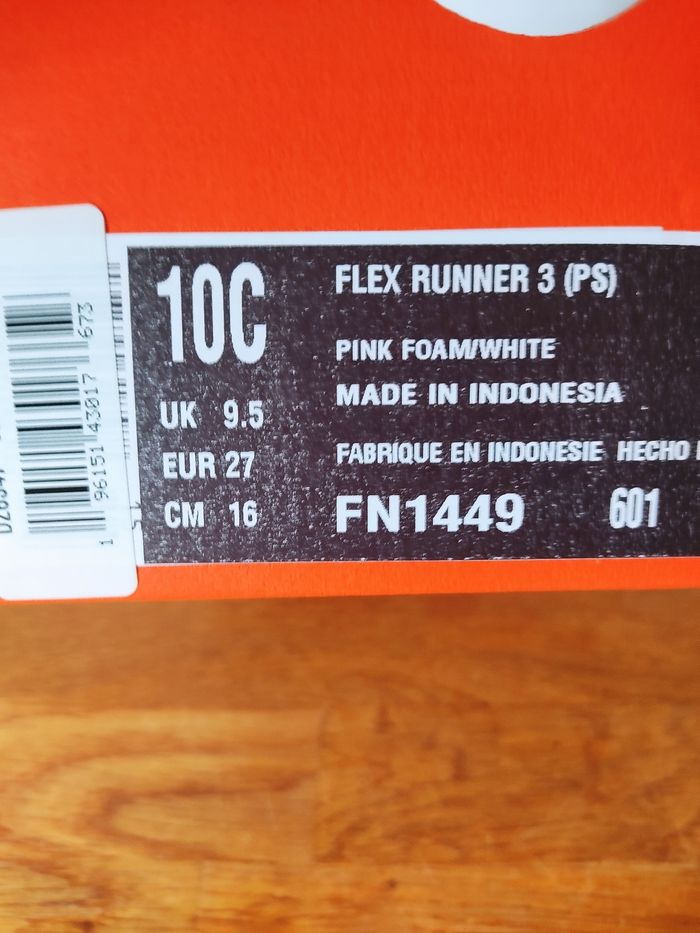 10C
UK 9.5
EUR 27
CM 16
FLEX RUNNER 3 (PS)
PINK FOAM/WHITE
MADE IN INDONESIA
FABRIQUE EN INDONESIE HECHO
FN1449 601
1 96151 43017 673